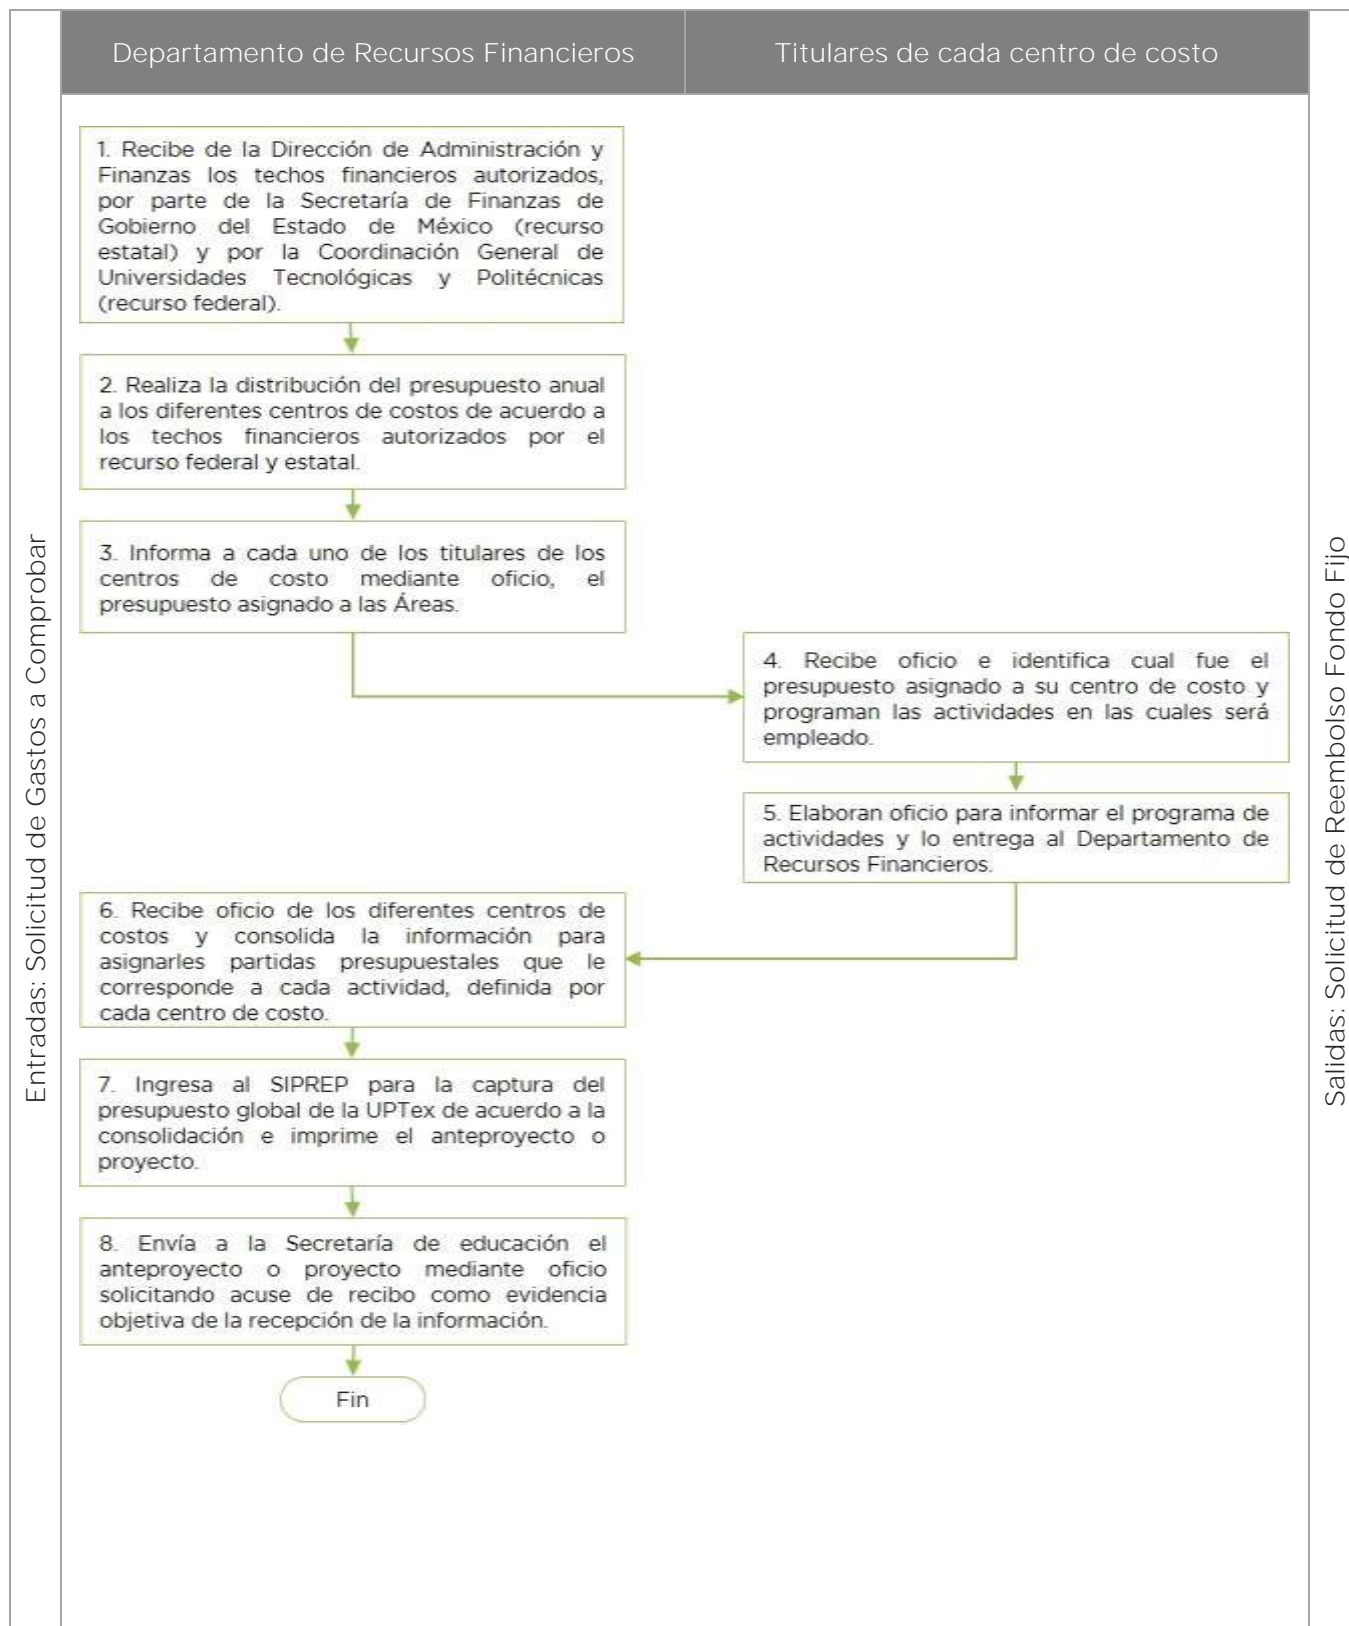 Departamento de Recursos Financieros
Titulares de cada centro de costo
Entradas: Solicitud de Gastos a Comprobar
1. Recibe de la Dirección de Administración y
Finanzas los techos financieros autorizados,
por parte de la Secretaría de Finanzas de
Gobierno del Estado de México (recurso
estatal) y por la Coordinación General de
Universidades Tecnológicas y Politécnicas
(recurso federal).
2. Realiza la distribución del presupuesto anual
a los diferentes centros de costos de acuerdo a
los techos financieros autorizados por el
recurso federal y estatal.
3. Informa a cada uno de los titulares de los
centros de costo mediante oficio, el
presupuesto asignado a las Áreas.
4. Recibe oficio e identifica cual fue el
presupuesto asignado a su centro de costo y
programan las actividades en las cuales será
empleado.
5. Elaboran oficio para informar el programa de
actividades y lo entrega al Departamento de
Recursos Financieros.
6. Recibe oficio de los diferentes centros de
costos y consolida la información para
asignarles partidas presupuestales que le
corresponde a cada actividad, definida por
cada centro de costo.
7. Ingresa al SIPREP para la captura del
presupuesto global de la UPTex de acuerdo a la
consolidación e imprime el anteproyecto o
proyecto.
8. Envía a la Secretaría de educación el
anteproyecto o proyecto mediante oficio
solicitando acuse de recibo como evidencia
objetiva de la recepción de la información.
Fin
Salidas: Solicitud de Reembolso Fondo Fijo